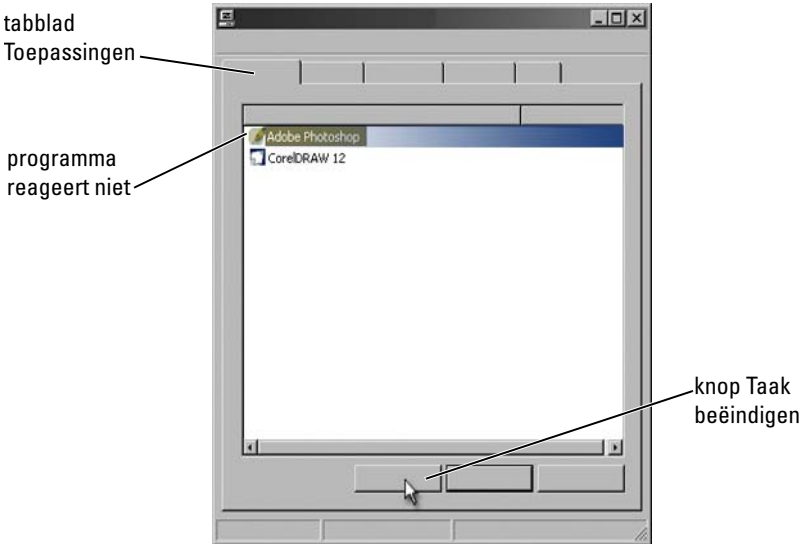 tabblad
Toepassingen
Adobe Photoshop
CorelDRAW 12
programma
reageert niet
knop Taak
beëindigen